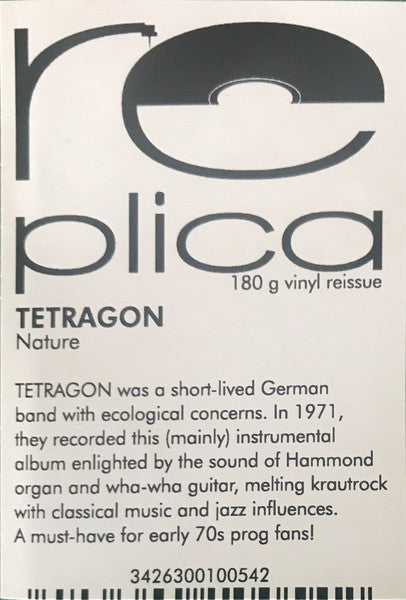 re
plica
180 g vinyl reissue
TETRAGON
Nature
TETRAGON was a short-lived German
band with ecological concerns. In 1971,
they recorded this (mainly) instrumental
album enlighted by the sound of Hammond
organ and wha-wha guitar, melting krautrock
with classical music and jazz influences.
A must-have for early 70s prog fans!
3426300100542